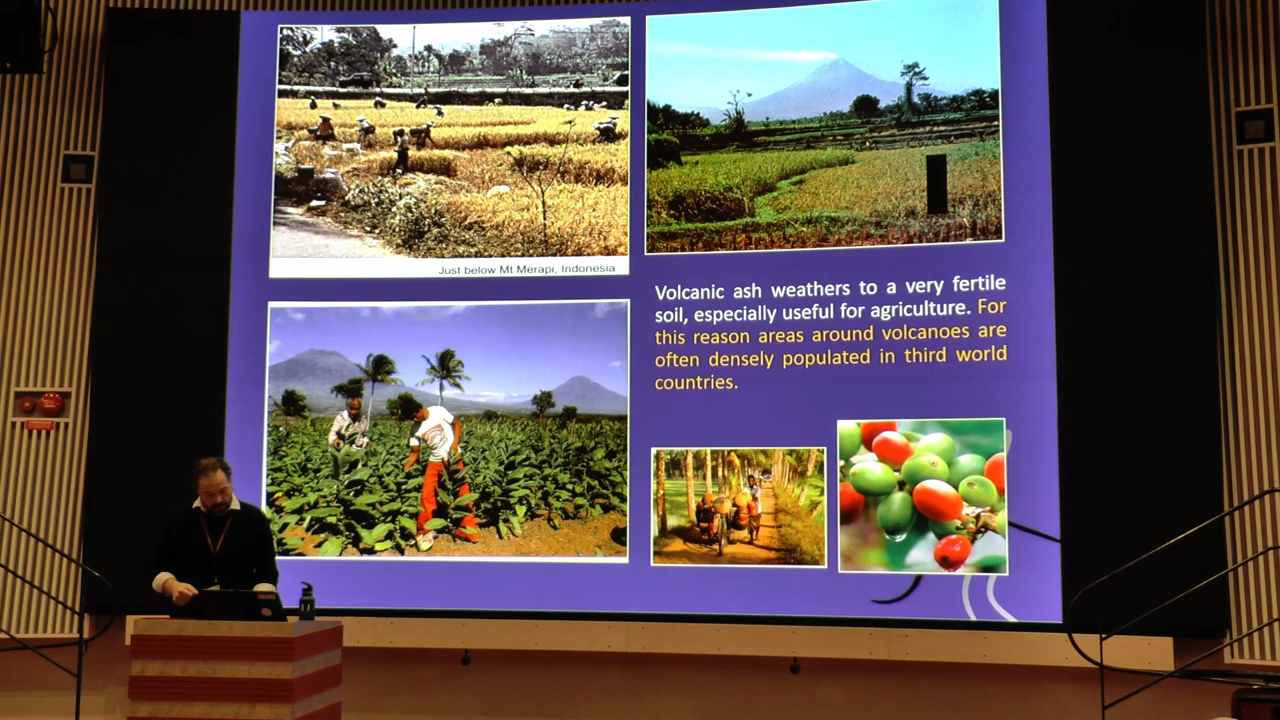 Just below Mt Merapi, Indonesia
Volcanic ash weathers to a very fertile
soil, especially useful for agriculture. For
this reason areas around volcanoes are
often densely populated in third world
countries.